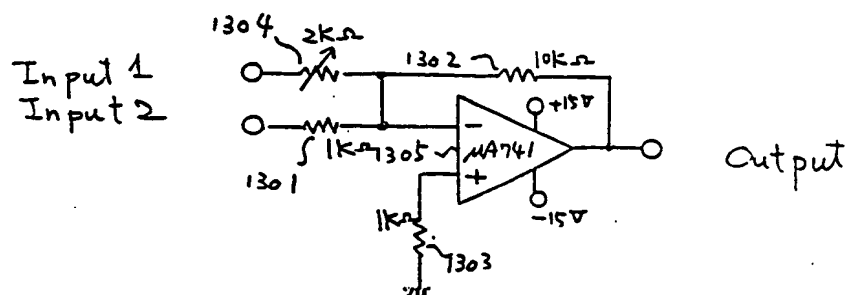 1304
2KΩ
1302
10KΩ
Input 1
Input 2
+15V
-
1KΩ
1305
μA741
1301
+
Output
-15V
1KΩ
1303